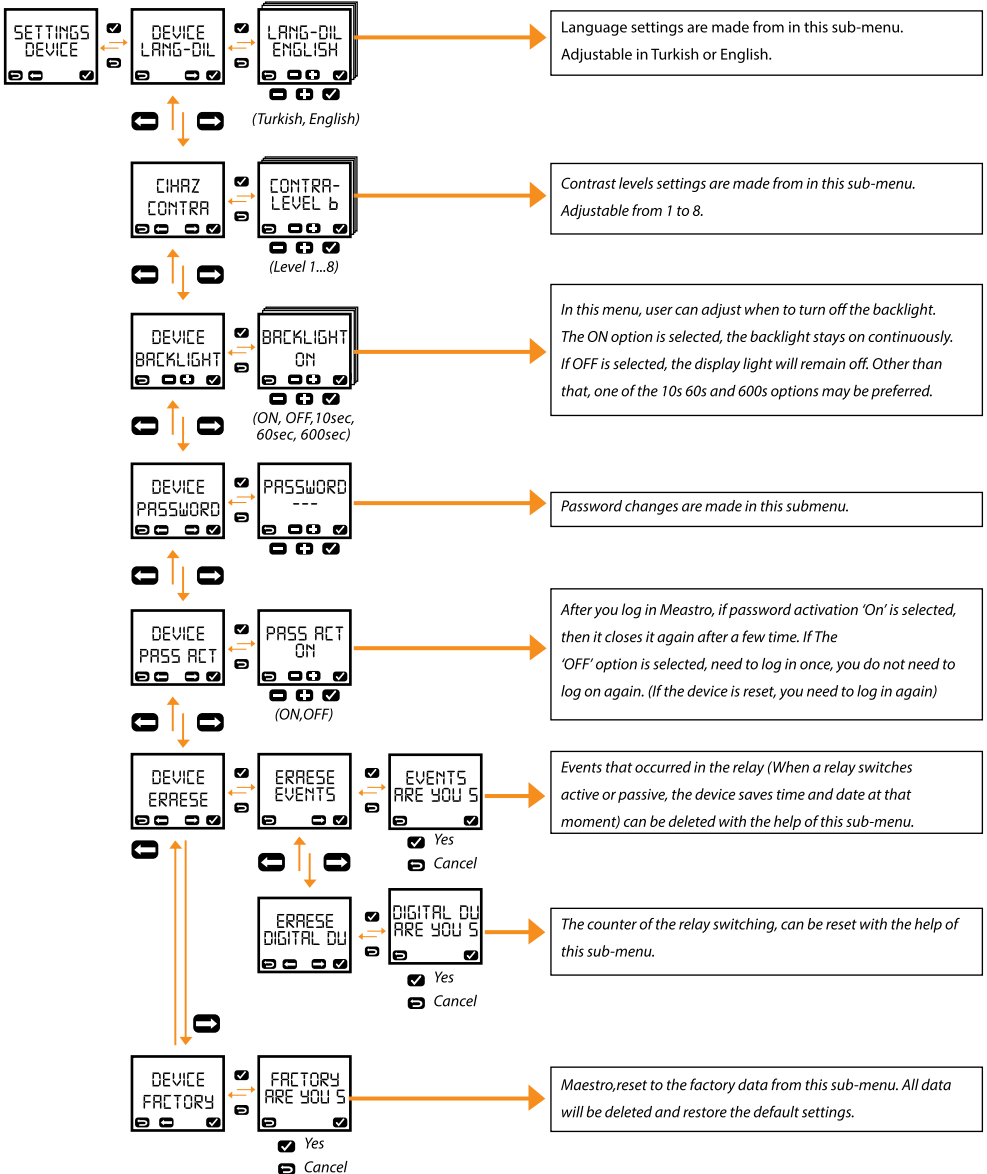 SETTINGS
DEVICE
DEVICE
LANG-DIL
LANG-DIL
ENGLISH
(Turkish, English)
Language settings are made from in this sub-menu.
Adjustable in Turkish or English.
CIHAZ
CONTRA
CONTRA-
LEVEL 6
(Level 1...8)
Contrast levels settings are made from in this sub-menu.
Adjustable from 1 to 8.
DEVICE
BACKLIGHT
BACKLIGHT
ON
(ON, OFF,10sec,
60sec, 600sec)
In this menu, user can adjust when to turn off the backlight.
The ON option is selected, the backlight stays on continuously.
If OFF is selected, the display light will remain off. Other than
that, one of the 10s 60s and 600s options may be preferred.
DEVICE
PASSWORD
PASSWORD
---
Password changes are made in this submenu.
DEVICE
PASS ACT
PASS ACT
ON
(ON,OFF)
After you log in Meastro, if password activation ‘On’ is selected,
then it closes it again after a few time. If The
‘OFF’ option is selected, need to log in once, you do not need to
log on again. (If the device is reset, you need to log in again)
DEVICE
ERAESE
ERAESE
EVENTS
EVENTS
ARE YOU S
Yes
Cancel
Events that occurred in the relay (When a relay switches
active or passive, the device saves time and date at that
moment) can be deleted with the help of this sub-menu.
ERAESE
DIGITAL OU
DIGITAL OU
ARE YOU S
Yes
Cancel
The counter of the relay switching, can be reset with the help of
this sub-menu.
DEVICE
FACTORY
FACTORY
ARE YOU S
Yes
Cancel
Maestro,reset to the factory data from this sub-menu. All data
will be deleted and restore the default settings.